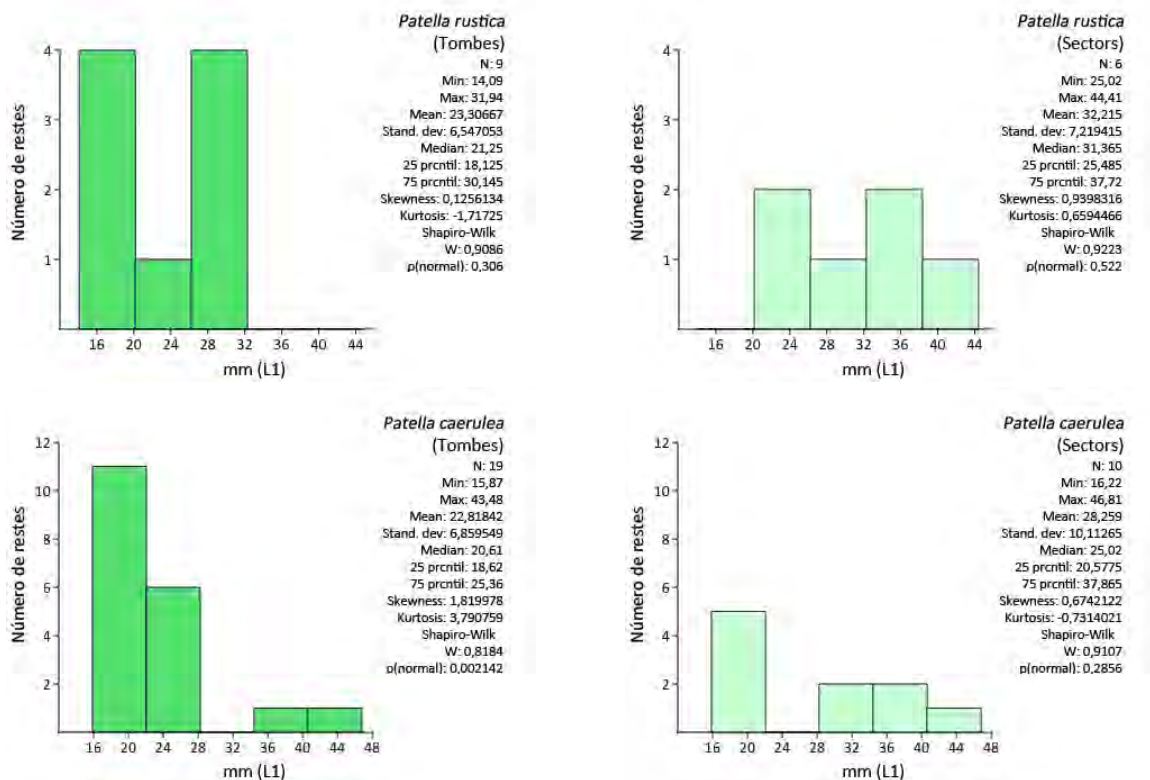 Patella rustica
(Tombes)
N: 9
Min: 14,09
Max: 31,94
Mean: 23,30667
Stand. dev: 6,547053
Median: 21,25
25 prcntil: 18,125
75 prcntil: 30,145
Skewness: 0,1256134
Kurtosis: -1,71725
Shapiro-Wilk
W: 0,9086
p(normal): 0,306
Número de restes
4
3
2
1
16 20 24 28 32 36 40 44
mm (L1)
Patella rustica
(Sectors)
N: 6
Min: 25,02
Max: 44,41
Mean: 32,215
Stand. dev: 7,219415
Median: 31,365
25 prcntil: 25,485
75 prcntil: 37,72
Skewness: 0,9398316
Kurtosis: 0,6594466
Shapiro-Wilk
W: 0,9223
p(normal): 0,522
Número de restes
4
3
2
1
16 20 24 28 32 36 40 44
mm (L1)
Patella caerulea
(Tombes)
N: 19
Min: 15,87
Max: 43,48
Mean: 22,81842
Stand. dev: 6,859549
Median: 20,61
25 prcntil: 18,62
75 prcntil: 25,36
Skewness: 1,819978
Kurtosis: 3,790759
Shapiro-Wilk
W: 0,8184
p(normal): 0,002142
Número de restes
12
10
8
6
4
2
16 20 24 28 32 36 40 44 48
mm (L1)
Patella caerulea
(Sectors)
N: 10
Min: 16,22
Max: 46,81
Mean: 28,259
Stand. dev: 10,11265
Median: 25,02
25 prcntil: 20,5775
75 prcntil: 37,865
Skewness: 0,6742122
Kurtosis: -0,7314021
Shapiro-Wilk
W: 0,9107
p(normal): 0,2856
Número de restes
12
10
8
6
4
2
16 20 24 28 32 36 40 44 48
mm (L1)